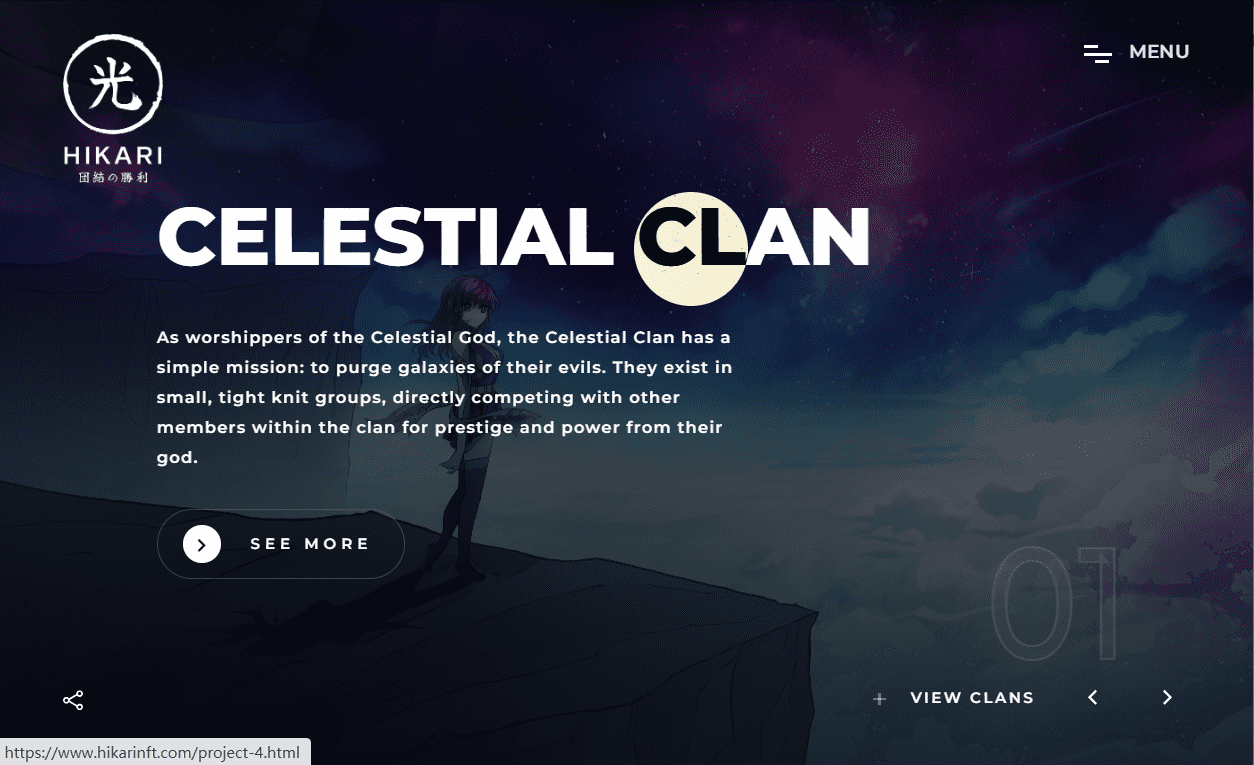 光
HIKARI
団結の勝利
MENU
CELESTIAL CLAN
As worshippers of the Celestial God, the Celestial Clan has a
simple mission: to purge galaxies of their evils. They exist in
small, tight knit groups, directly competing with other
members within the clan for prestige and power from their
god.
SEE MORE
01
VIEW CLANS
https://www.hikarinft.com/project-4.html